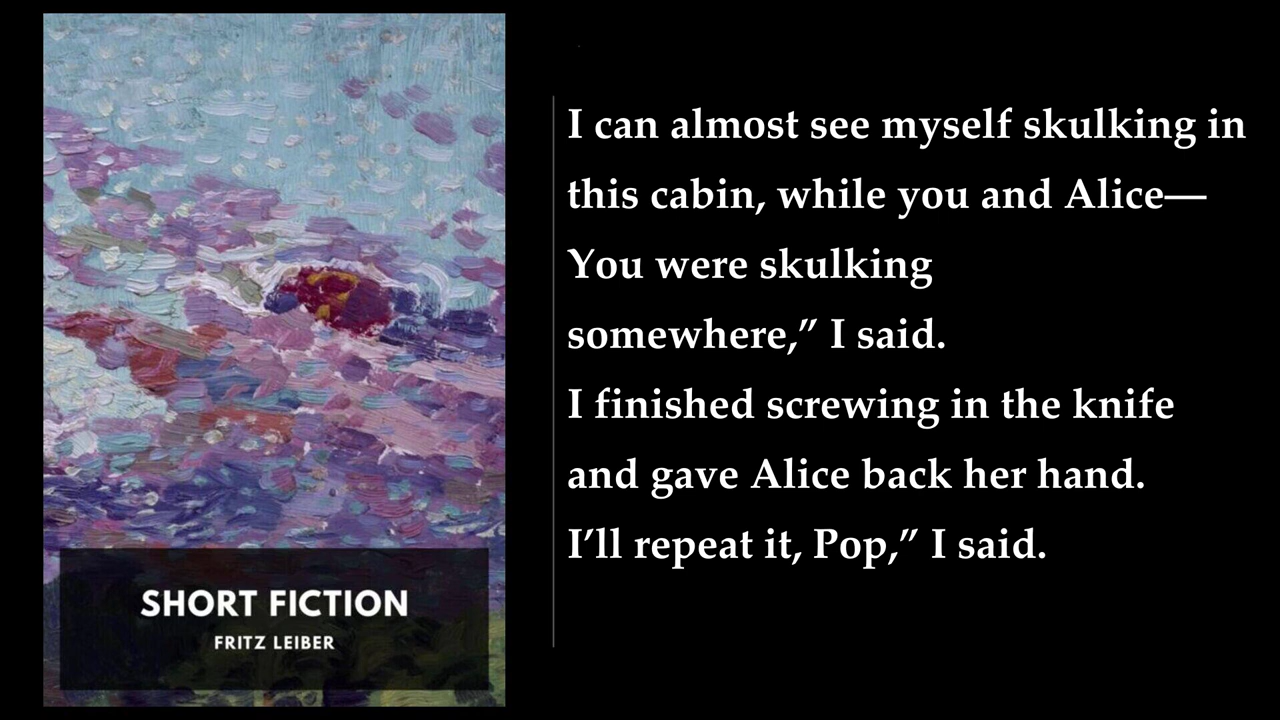 SHORT FICTION
FRITZ LEIBER
I can almost see myself skulking in
this cabin, while you and Alice—
You were skulking
somewhere,” I said.
I finished screwing in the knife
and gave Alice back her hand.
I’ll repeat it, Pop,” I said.